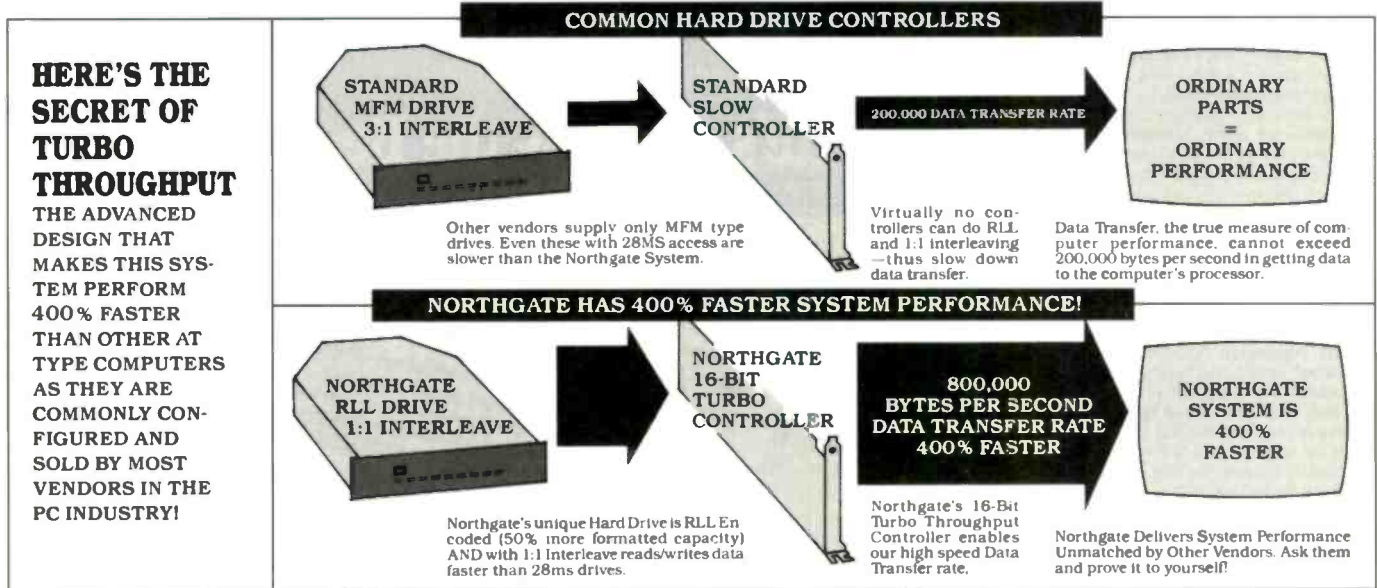 HERE'S THE
SECRET OF
TURBO
THROUGHPUT
THE ADVANCED
DESIGN THAT
MAKES THIS SYS-
TEM PERFORM
400% FASTER
THAN OTHER AT
TYPE COMPUTERS
AS THEY ARE
COMMONLY CON-
FIGURED AND
SOLD BY MOST
VENDORS IN THE
PC INDUSTRY!
COMMON HARD DRIVE CONTROLLERS
STANDARD
MFM DRIVE
3:1 INTERLEAVE
STANDARD
SLOW
CONTROLLER
200.000 DATA TRANSFER RATE
ORDINARY
PARTS
=
ORDINARY
PERFORMANCE
Other vendors supply only MFM type
drives. Even these with 28MS access are
slower than the Northgate System.
Virtually no con-
trollers can do RLL
and 1:1 interleaving
—thus slow down
data transfer.
Data Transfer, the true measure of com-
puter performance, cannot exceed
200,000 bytes per second in getting data
to the computer's processor.
NORTHGATE HAS 400% FASTER SYSTEM PERFORMANCE!
NORTHGATE
RLL DRIVE
1:1 INTERLEAVE
NORTHGATE
16-BIT
TURBO
CONTROLLER
800,000
BYTES PER SECOND
DATA TRANSFER RATE
400% FASTER
NORTHGATE
SYSTEM IS
400%
FASTER
Northgate's unique Hard Drive is RLL En
coded (50% more formatted capacity)
AND with 1:1 Interleave reads/writes data
faster than 28ms drives.
Northgate's 16-Bit
Turbo Throughput
Controller enables
our high speed Data
Transfer rate.
Northgate Delivers System Performance
Unmatched by Other Vendors. Ask them
and prove it to yourself!